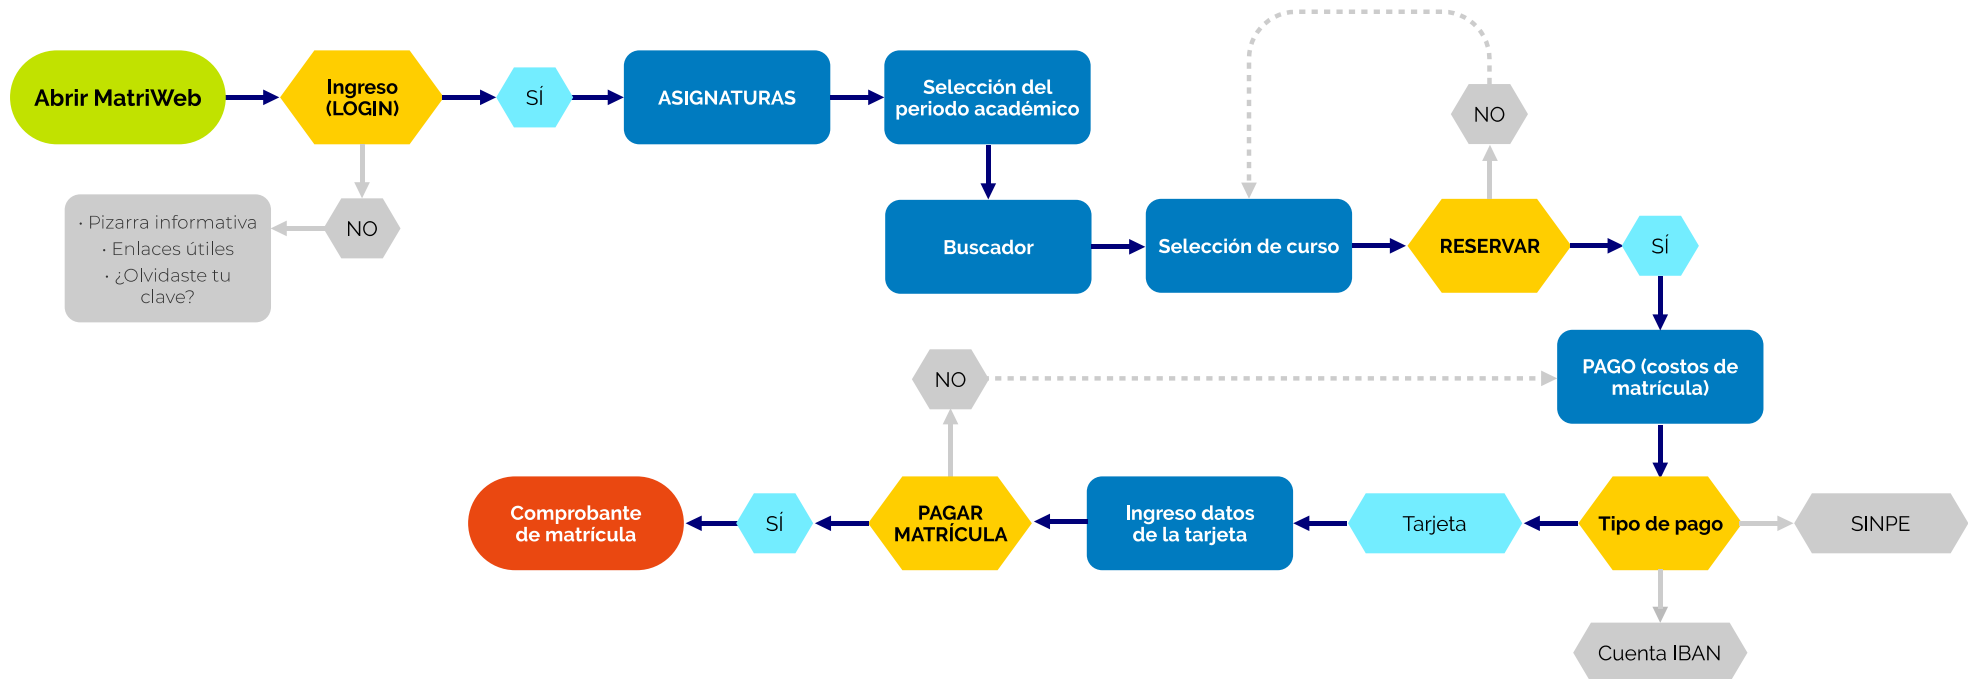 Abrir MatriWeb
Ingreso
(LOGIN)
SÍ
ASIGNATURAS
Selección del
periodo académico
NO
· Pizarra informativa
· Enlaces útiles
· ¿Olvidaste tu
clave?
NO
Buscador
Selección de curso
RESERVAR
SÍ
PAGO (costos de
matrícula)
NO
Comprobante
de matrícula
SÍ
PAGAR
MATRÍCULA
Ingreso datos
de la tarjeta
Tarjeta
Tipo de pago
SINPE
Cuenta IBAN